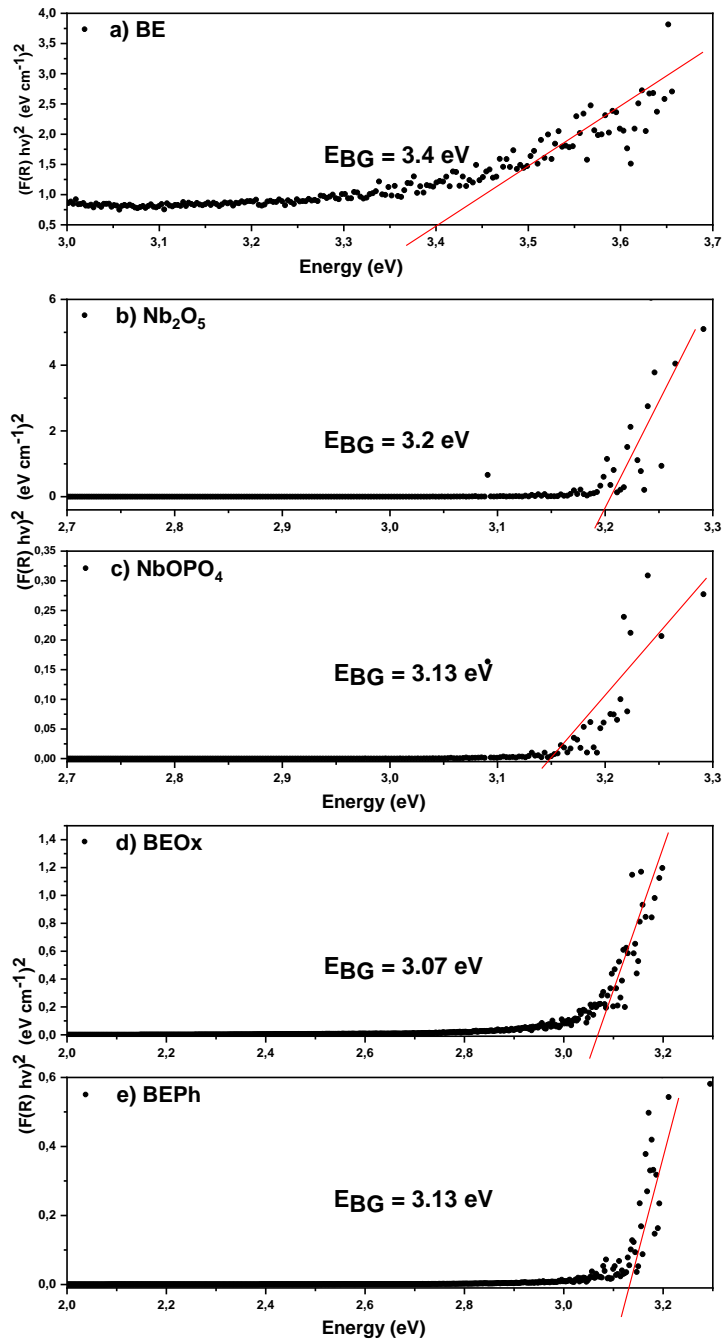 a) BE
(F(R) hν)² (eV cm⁻¹)²
4,0
3,5
3,0
2,5
2,0
1,5
1,0
0,5
E_BG = 3.4 eV
3,0 3,1 3,2 3,3 3,4 3,5 3,6 3,7
Energy (eV)
b) Nb₂O₅
(F(R) hν)² (eV cm⁻¹)²
6
4
2
0
E_BG = 3.2 eV
2,7 2,8 2,9 3,0 3,1 3,2 3,3
c) NbOPO₄
0,35
0,30
0,25
0,20
0,15
0,10
0,05
0,00
E_BG = 3.13 eV
2,7 2,8 2,9 3,0 3,1 3,2 3,3
Energy (eV)
d) BEOx
(F(R) hν)² (eV cm⁻¹)²
1,4
1,2
1,0
0,8
0,6
0,4
0,2
0,0
E_BG = 3.07 eV
2,0 2,2 2,4 2,6 2,8 3,0 3,2
e) BEPh
0,6
0,4
0,2
0,0
E_BG = 3.13 eV
2,0 2,2 2,4 2,6 2,8 3,0 3,2
Energy (eV)